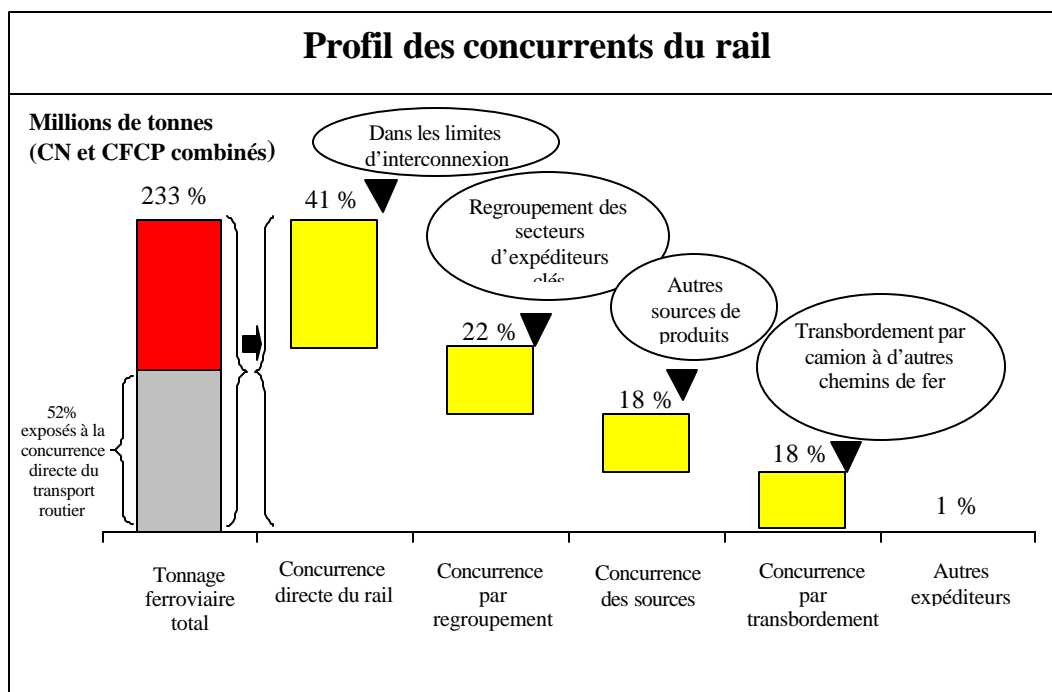 Profil des concurrents du rail
Millions de tonnes
(CN et CFCP combinés)
Dans les limites
d'interconnexion
233 %
41 %
Regroupement des
secteurs
d'expéditeurs
clés
22 %
Autres
sources de
produits
18 %
Transbordement par
camion à d'autres
chemins de fer
18 %
1 %
52%
exposés à la
concurrence
directe du
transport
routier
Tonnage
ferroviaire
total
Concurrence
directe du rail
Concurrence
par
regroupement
Concurrence
des sources
Concurrence
par
transbordement
Autres
expéditeurs